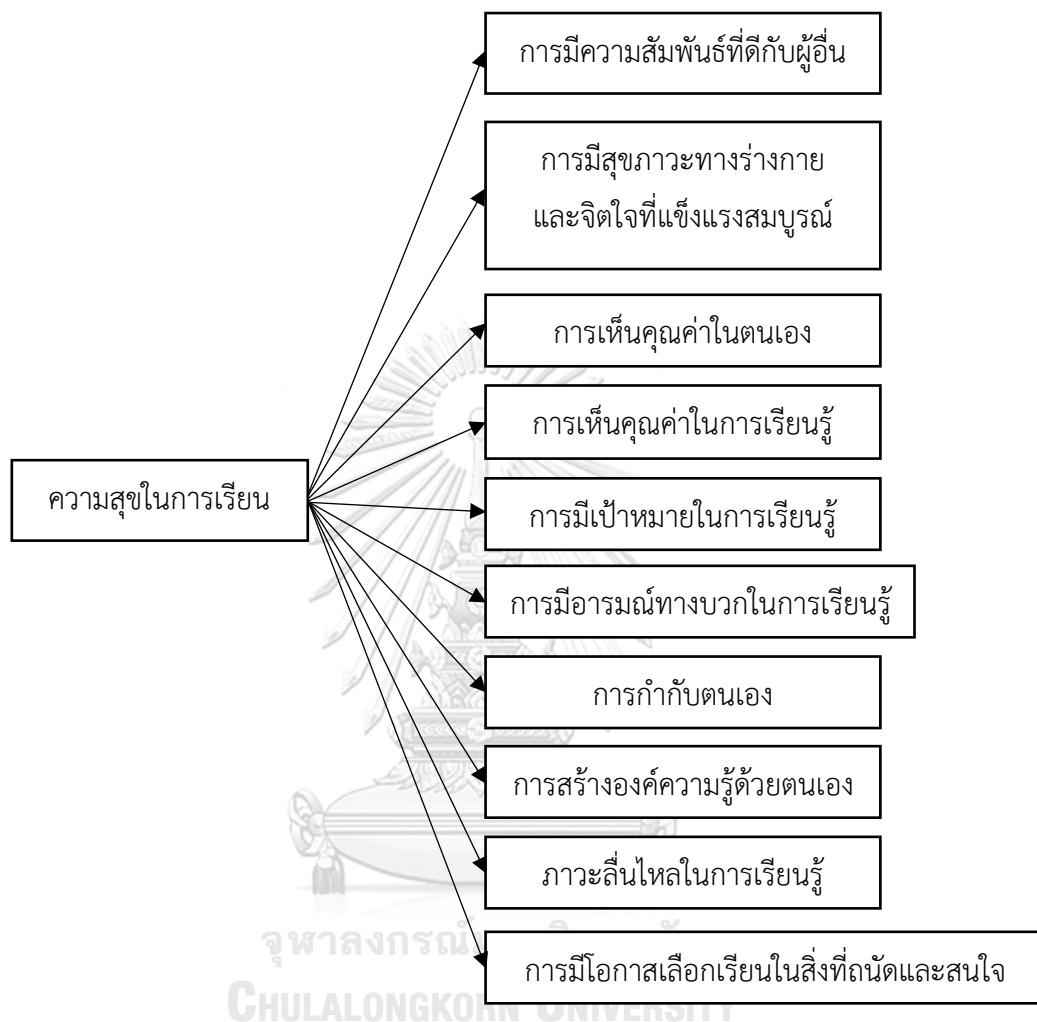 การมีความสัมพันธ์ที่ดีกับผู้อื่น
การมีสุขภาวะทางร่างกาย
และจิตใจที่แข็งแรงสมบูรณ์
การเห็นคุณค่าในตนเอง
การเห็นคุณค่าในการเรียนรู้
ความสุขในการเรียน
การมีเป้าหมายในการเรียนรู้
การมีอารมณ์ทางบวกในการเรียนรู้
การกำกับตนเอง
การสร้างองค์ความรู้ด้วยตนเอง
ภาวะลื่นไหลในการเรียนรู้
การมีโอกาสเลือกเรียนในสิ่งที่ถนัดและสนใจ
CHULALONGKORN UNIVERSITY